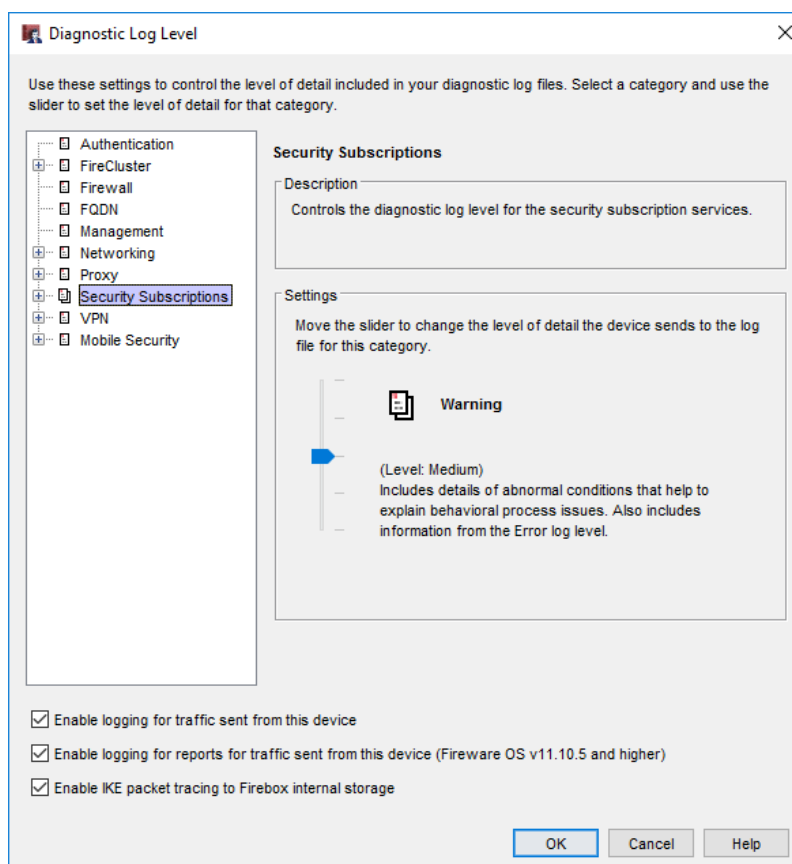 Diagnostic Log Level
Use these settings to control the level of detail included in your diagnostic log files. Select a category and use the
slider to set the level of detail for that category.
Authentication
FireCluster
Firewall
FQDN
Management
Networking
Proxy
Security Subscriptions
VPN
Mobile Security
Security Subscriptions
Description
Controls the diagnostic log level for the security subscription services.
Settings
Move the slider to change the level of detail the device sends to the log
file for this category.
Warning
(Level: Medium)
Includes details of abnormal conditions that help to
explain behavioral process issues. Also includes
information from the Error log level.
Enable logging for traffic sent from this device
Enable logging for reports for traffic sent from this device (Fireware OS v11.10.5 and higher)
Enable IKE packet tracing to Firebox internal storage
OK
Cancel
Help